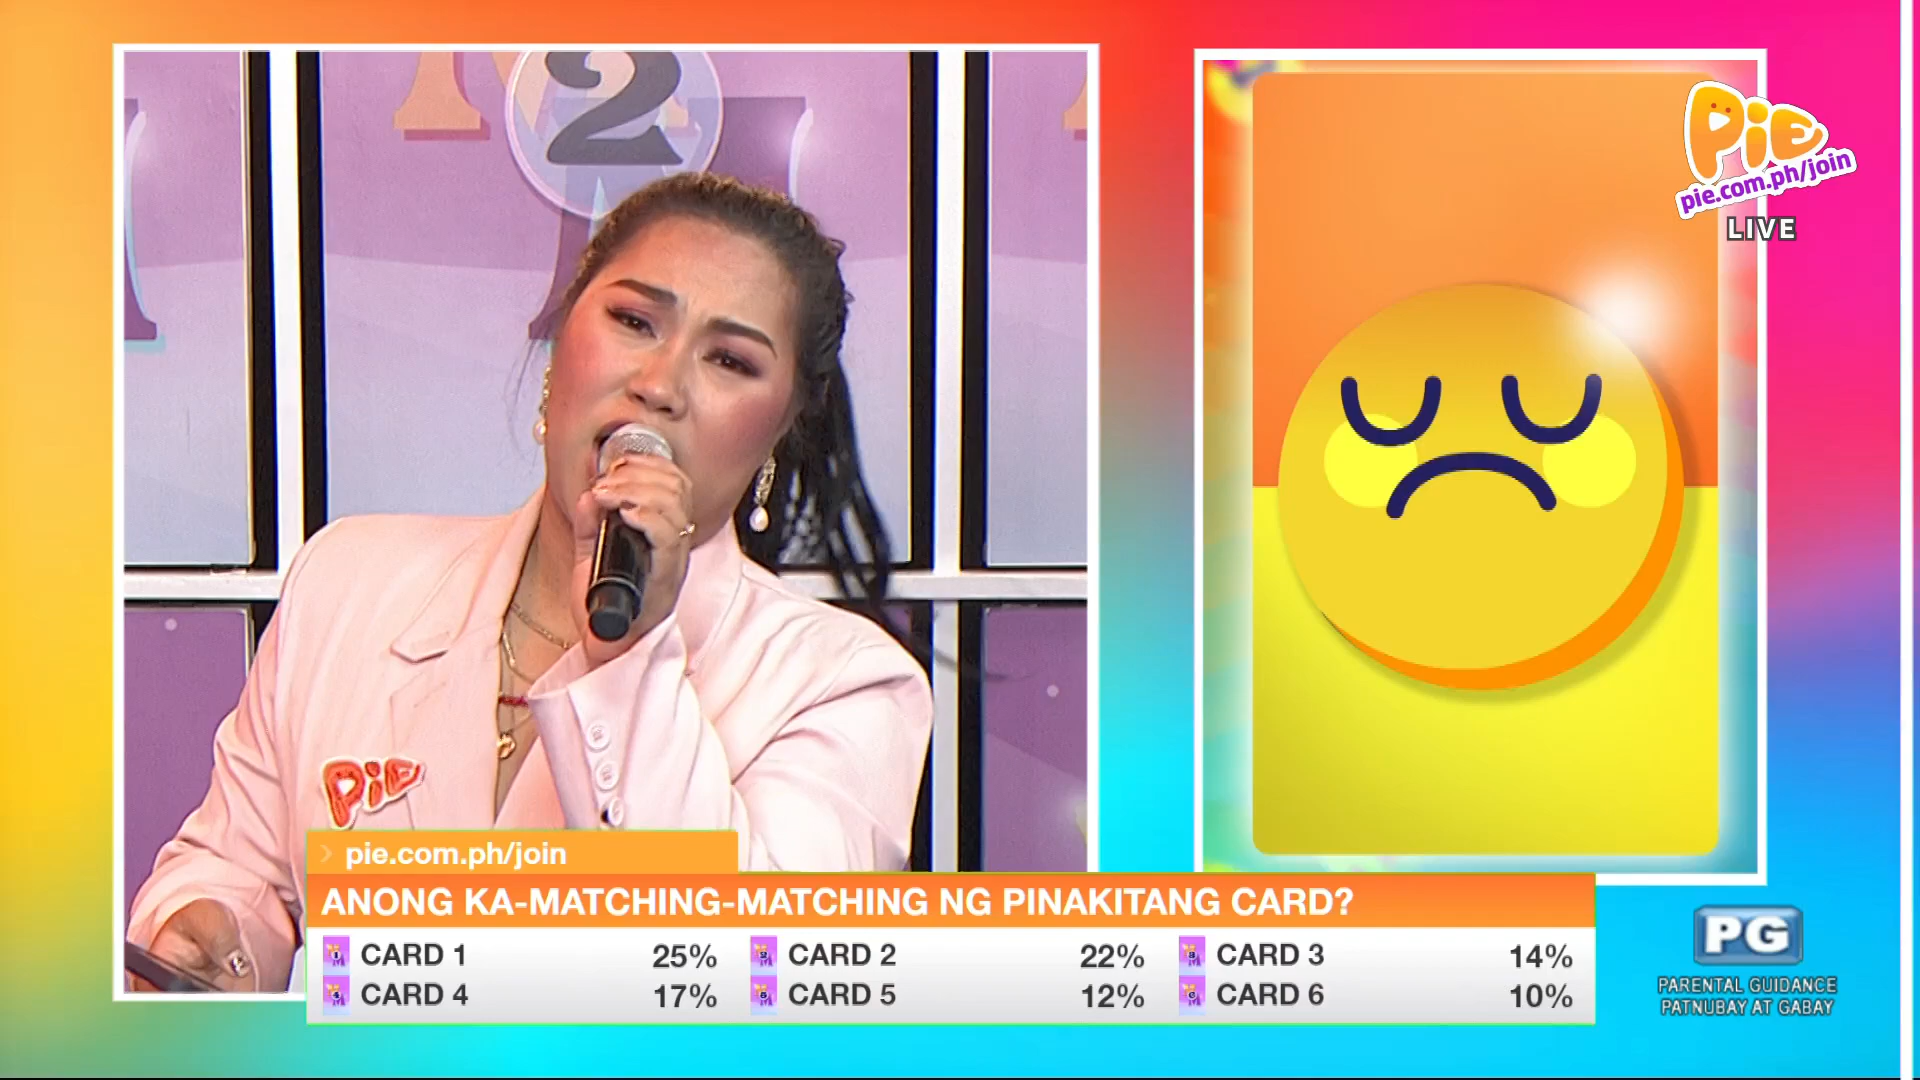 2
Pie
pie.com.ph/join
LIVE
Pie
pie.com.ph/join
ANONG KA-MATCHING-MATCHING NG PINAKITANG CARD?
CARD 1 25% CARD 2 22% CARD 3 14%
CARD 4 17% CARD 5 12% CARD 6 10%
PG
PARENTAL GUIDANCE
PATNUBAY AT GABAY